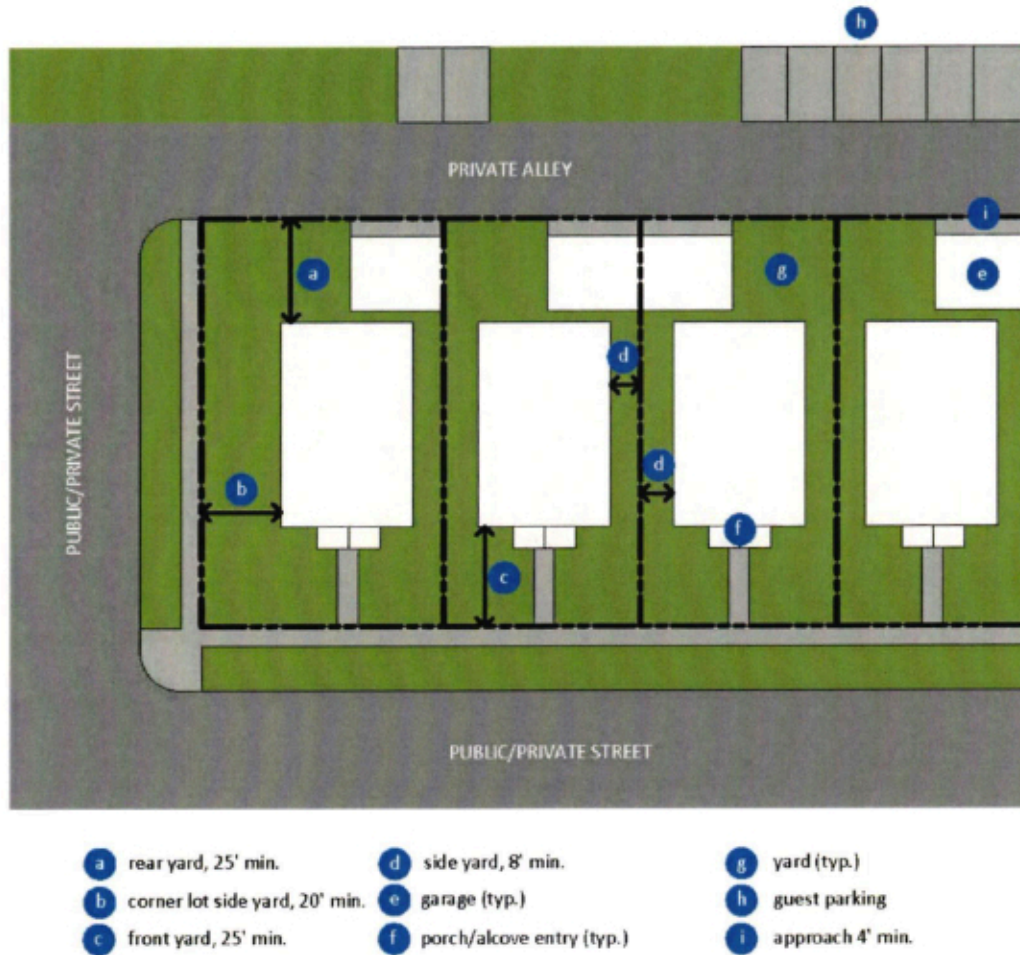 h
PRIVATE ALLEY
i
a
g
e
d
PUBLIC/PRIVATE STREET
b
d
f
c
PUBLIC/PRIVATE STREET
a rear yard, 25' min.
b corner lot side yard, 20' min.
c front yard, 25' min.
d side yard, 8' min.
e garage (typ.)
f porch/alcove entry (typ.)
g yard (typ.)
h guest parking
i approach 4' min.